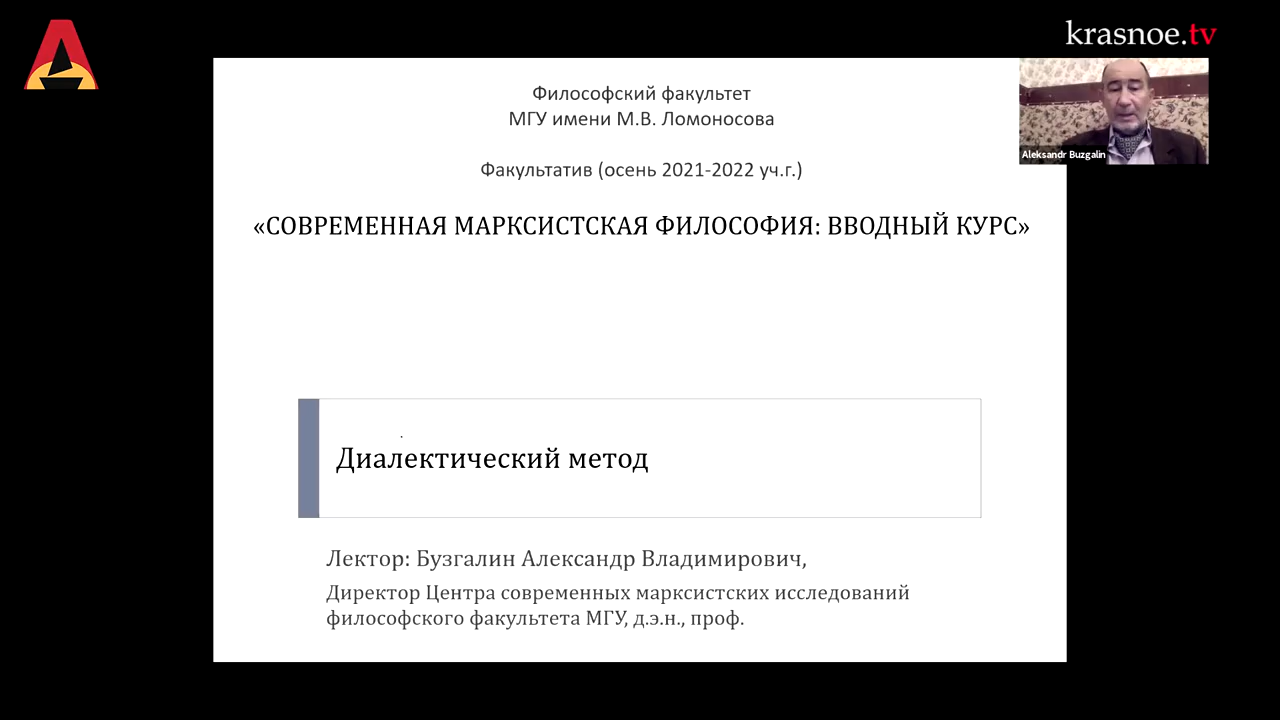 krasnoe.tv
Философский факультет
МГУ имени М.В. Ломоносова
Aleksandr Buzgalin
Факультатив (осень 2021-2022 уч.г.)
«СОВРЕМЕННАЯ МАРКСИСТСКАЯ ФИЛОСОФИЯ: ВВОДНЫЙ КУРС»
Диалектический метод
Лектор: Бузгалин Александр Владимирович,
Директор Центра современных марксистских исследований
философского факультета МГУ, д.э.н., проф.